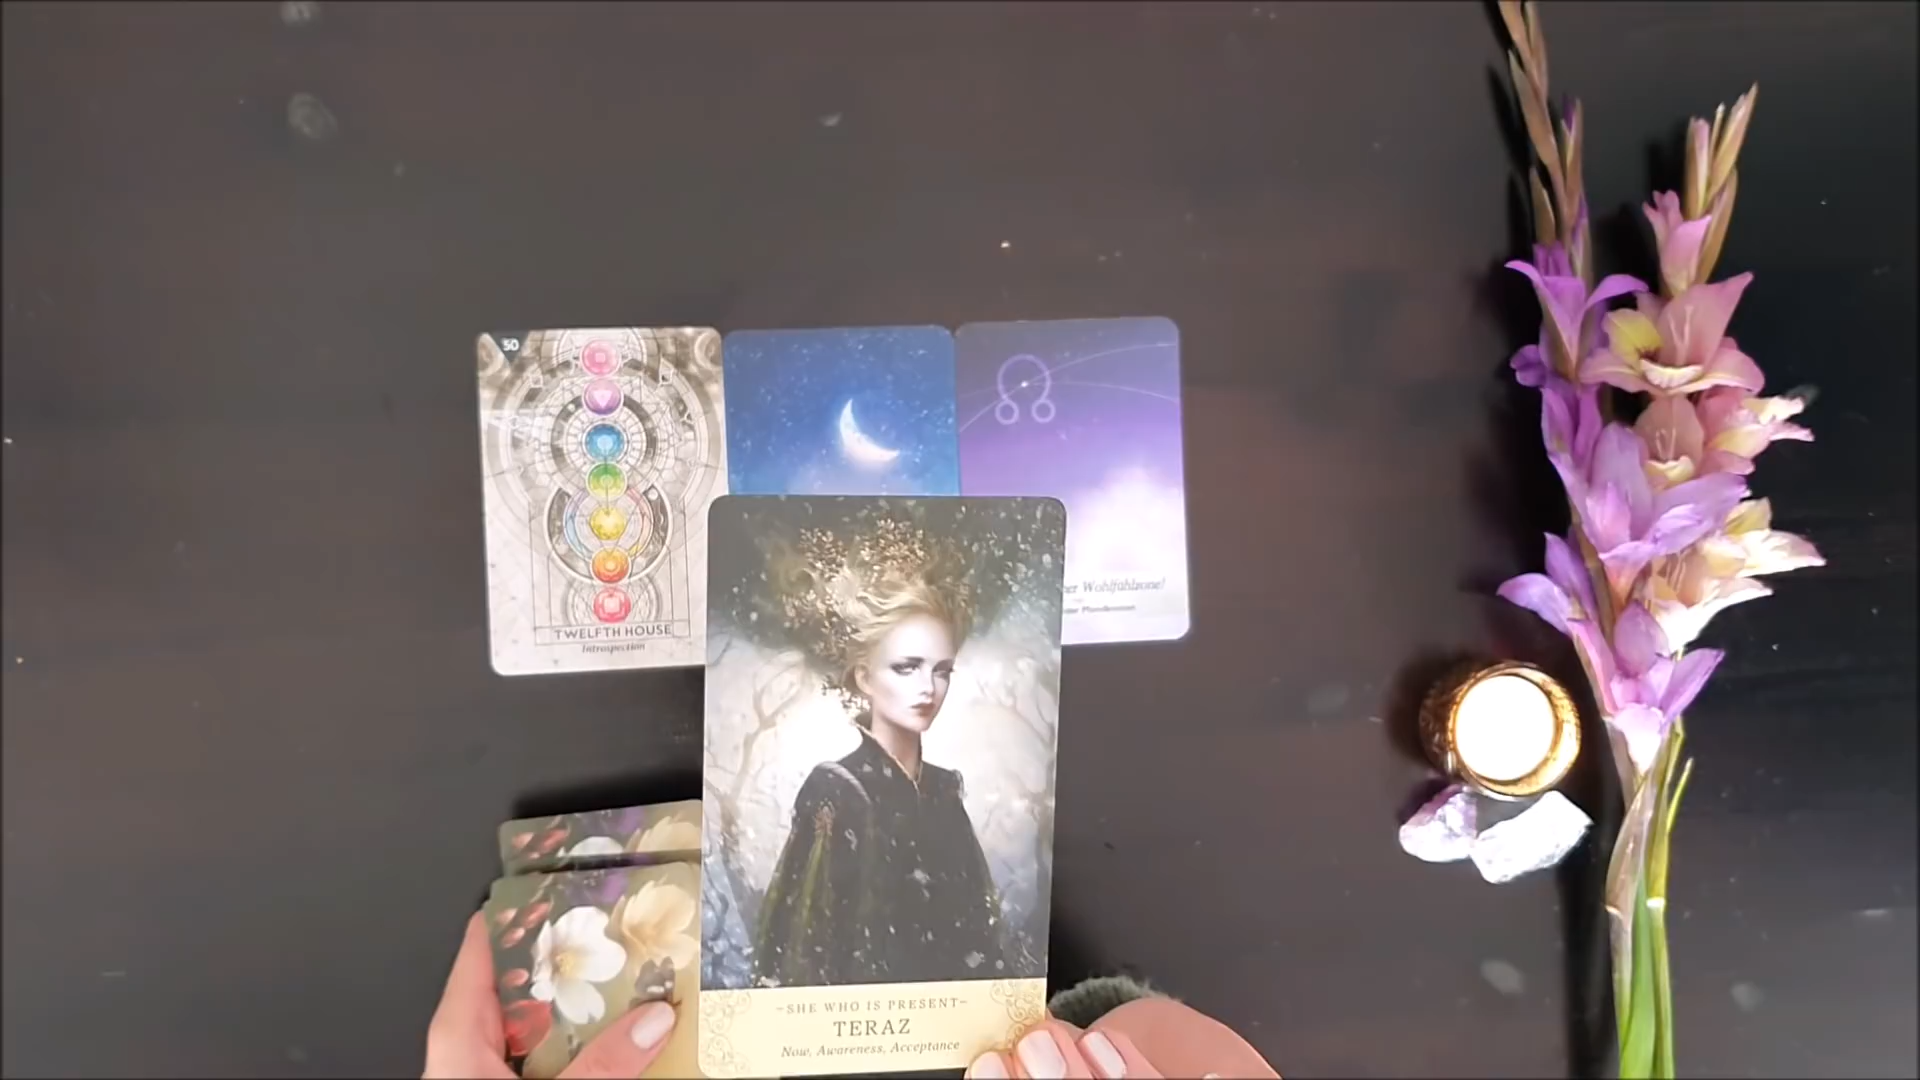 50
TWELFTH HOUSE
Introspection
Wohlfühlzone!
~SHE WHO IS PRESENT~
TERAZ
Now, Awareness, Acceptance